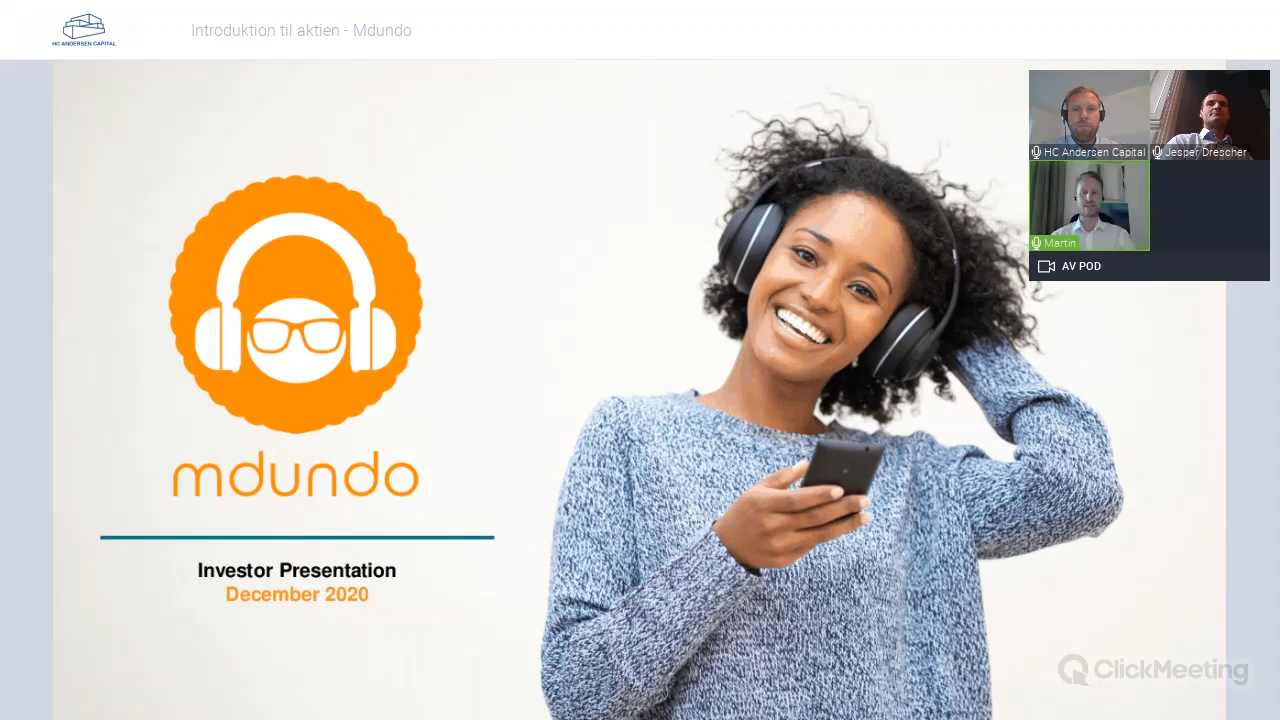 HC ANDERSEN CAPITAL
Introduktion til aktien - Mdundo
HC Andersen Capital
Jesper Drescher
Martin
AV POD
mdundo
Investor Presentation
December 2020
ClickMeeting